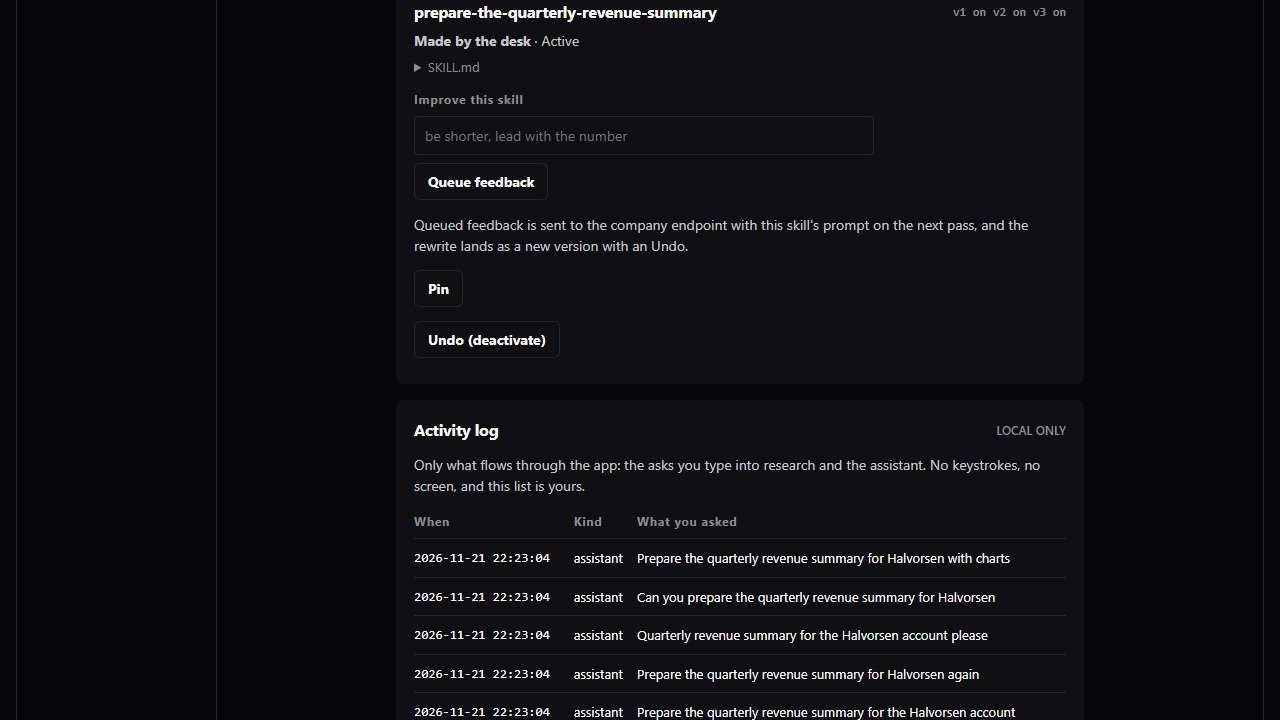 prepare-the-quarterly-revenue-summary
v1 on v2 on v3 on
Made by the desk · Active
▶ SKILL.md
Improve this skill
be shorter, lead with the number
Queue feedback
Queued feedback is sent to the company endpoint with this skill's prompt on the next pass, and the
rewrite lands as a new version with an Undo.
Pin
Undo (deactivate)
Activity log
LOCAL ONLY
Only what flows through the app: the asks you type into research and the assistant. No keystrokes, no
screen, and this list is yours.
When Kind What you asked
2026-11-21 22:23:04 assistant Prepare the quarterly revenue summary for Halvorsen with charts
2026-11-21 22:23:04 assistant Can you prepare the quarterly revenue summary for Halvorsen
2026-11-21 22:23:04 assistant Quarterly revenue summary for the Halvorsen account please
2026-11-21 22:23:04 assistant Prepare the quarterly revenue summary for Halvorsen again
2026-11-21 22:23:04 assistant Prepare the quarterly revenue summary for the Halvorsen account